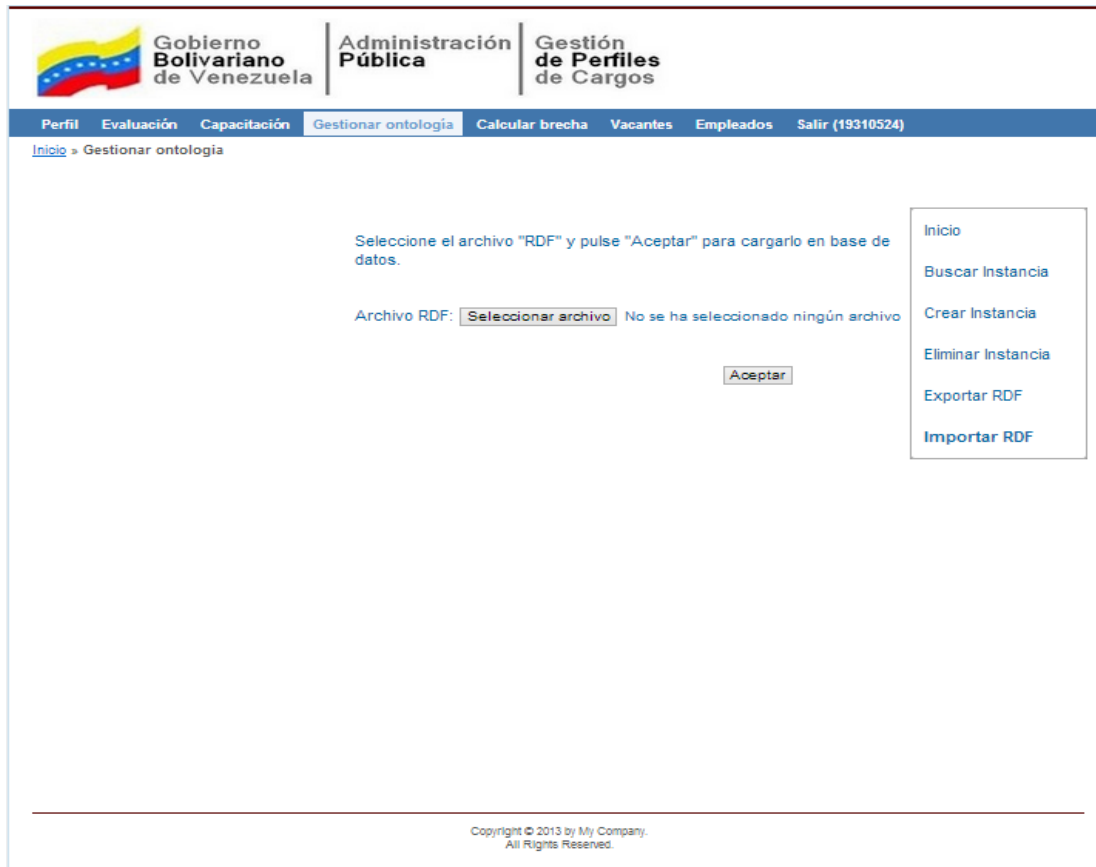 Gobierno
Bolivariano
de Venezuela
Administración
Pública
Gestión
de Perfiles
de Cargos
Perfil Evaluación Capacitación Gestionar ontología Calcular brecha Vacantes Empleados Salir (19310524)
Inicio » Gestionar ontologia
Seleccione el archivo "RDF" y pulse "Aceptar" para cargarlo en base de
datos.
Archivo RDF: Seleccionar archivo No se ha seleccionado ningún archivo
Aceptar
Inicio
Buscar Instancia
Crear Instancia
Eliminar Instancia
Exportar RDF
Importar RDF
Copyright © 2013 by My Company.
All Rights Reserved.